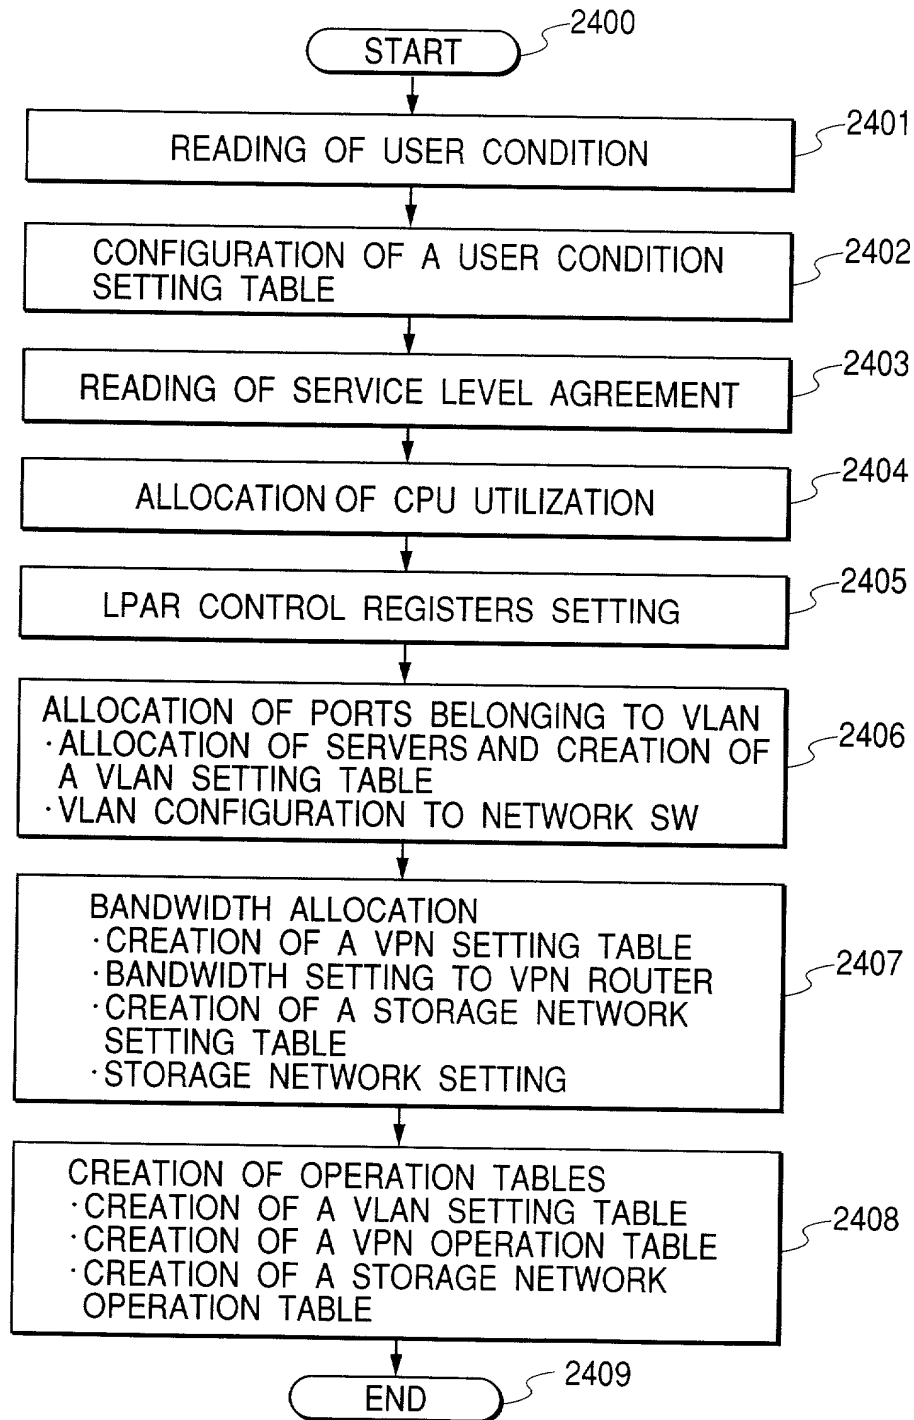 2400
START
2401
READING OF USER CONDITION
2402
CONFIGURATION OF A USER CONDITION
SETTING TABLE
2403
READING OF SERVICE LEVEL AGREEMENT
2404
ALLOCATION OF CPU UTILIZATION
2405
LPAR CONTROL REGISTERS SETTING
2406
ALLOCATION OF PORTS BELONGING TO VLAN
·ALLOCATION OF SERVERS AND CREATION OF
A VLAN SETTING TABLE
·VLAN CONFIGURATION TO NETWORK SW
2407
BANDWIDTH ALLOCATION
·CREATION OF A VPN SETTING TABLE
·BANDWIDTH SETTING TO VPN ROUTER
·CREATION OF A STORAGE NETWORK
SETTING TABLE
·STORAGE NETWORK SETTING
2408
CREATION OF OPERATION TABLES
·CREATION OF A VLAN SETTING TABLE
·CREATION OF A VPN OPERATION TABLE
·CREATION OF A STORAGE NETWORK
OPERATION TABLE
2409
END